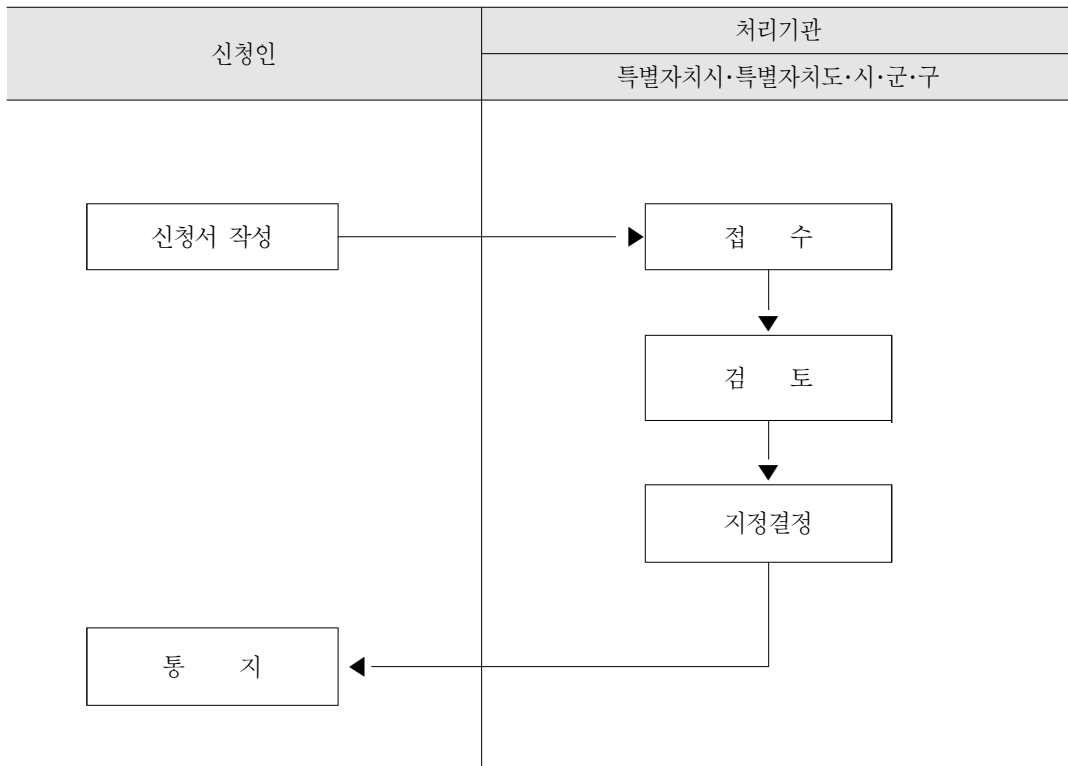 신청인
처리기관
특별자치시·특별자치도·시·군·구
신청서 작성
접 수
검 토
지정결정
통 지